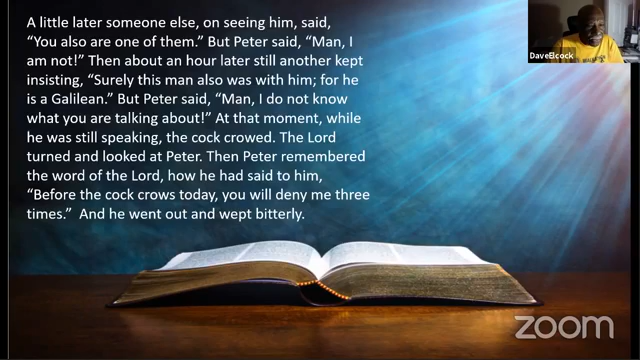 A little later someone else, on seeing him, said,
“You also are one of them.” But Peter said, “Man, I
am not!” Then about an hour later still another kept
insisting, “Surely this man also was with him; for he
is a Galilean.” But Peter said, “Man, I do not know
what you are talking about!” At that moment, while
he was still speaking, the cock crowed. The Lord
turned and looked at Peter. Then Peter remembered
the word of the Lord, how he had said to him,
“Before the cock crows today, you will deny me three
times.”  And he went out and wept bitterly.
DaveElcock
zoom